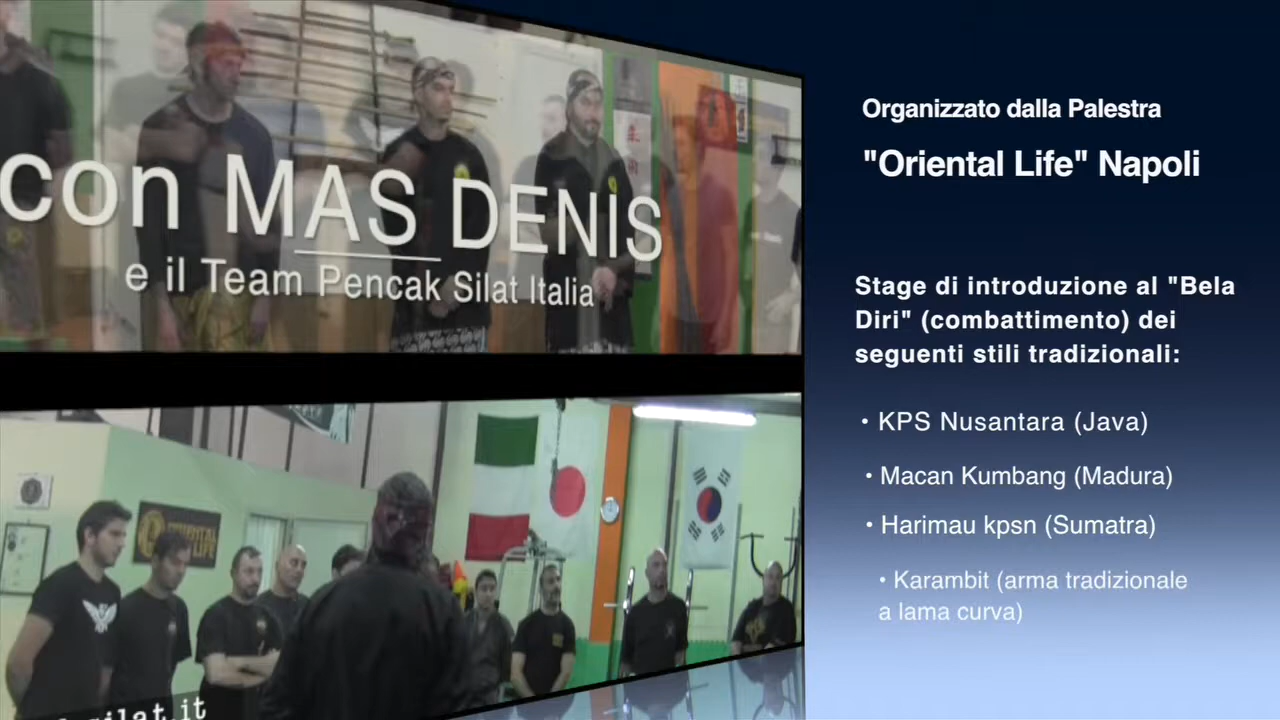 con MAS DENIS
e il Team Pencak Silat Italia
ORIENTAL
LIFE
silat.it
Organizzato dalla Palestra
"Oriental Life" Napoli
Stage di introduzione al "Bela
Diri" (combattimento) dei
seguenti stili tradizionali:
• KPS Nusantara (Java)
• Macan Kumbang (Madura)
• Harimau kpsn (Sumatra)
• Karambit (arma tradizionale
a lama curva)